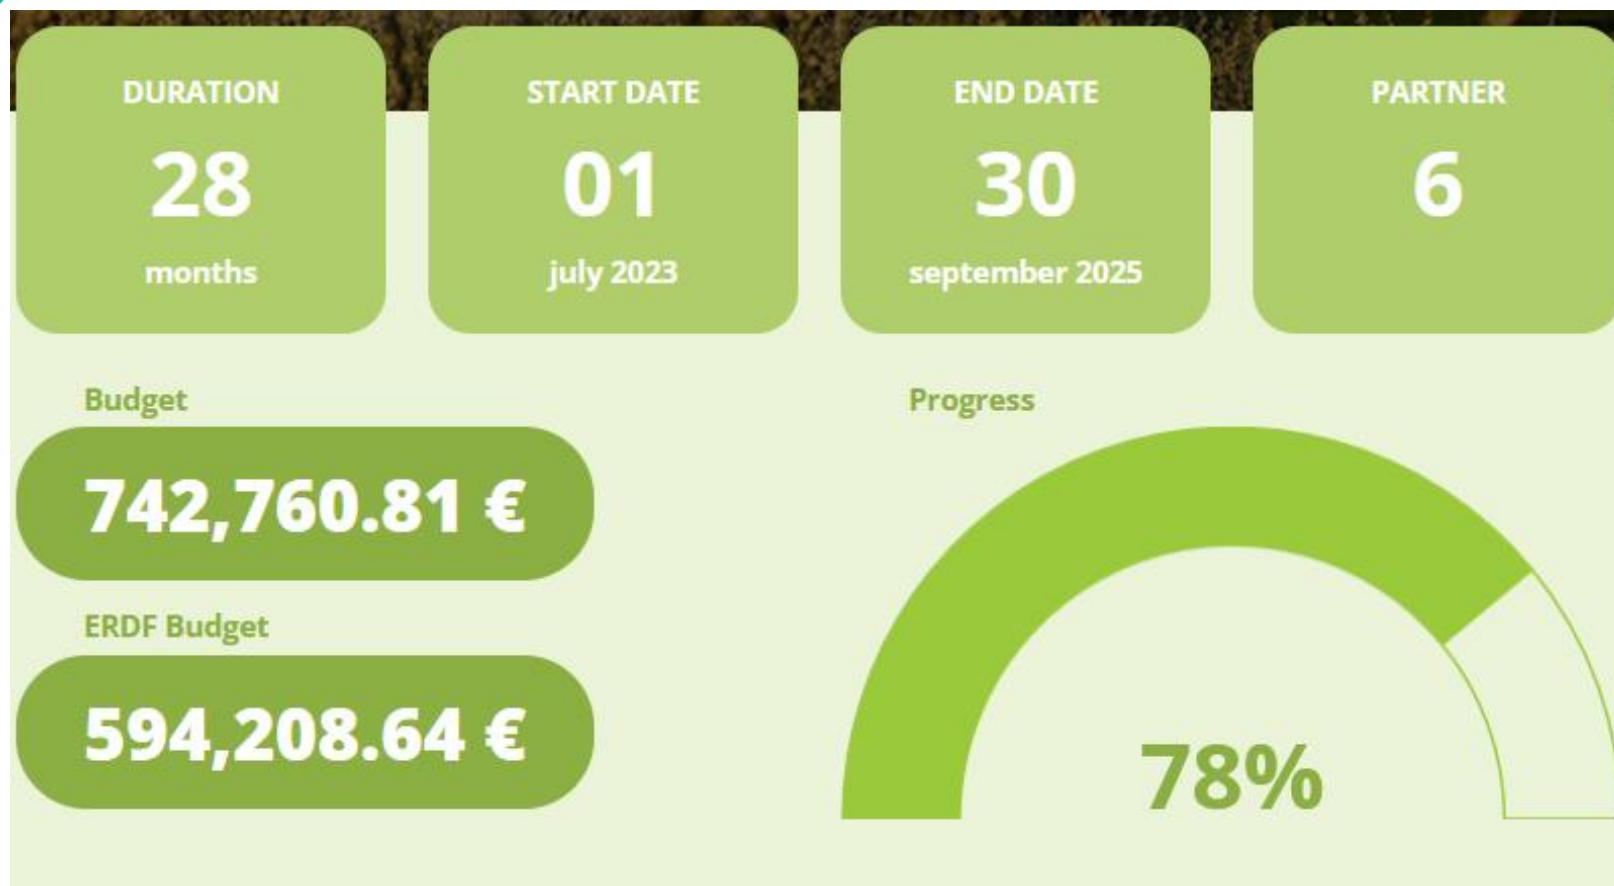 DURATION
28
months
START DATE
01
july 2023
END DATE
30
september 2025
PARTNER
6
Budget
742,760.81 €
ERDF Budget
594,208.64 €
Progress
78%